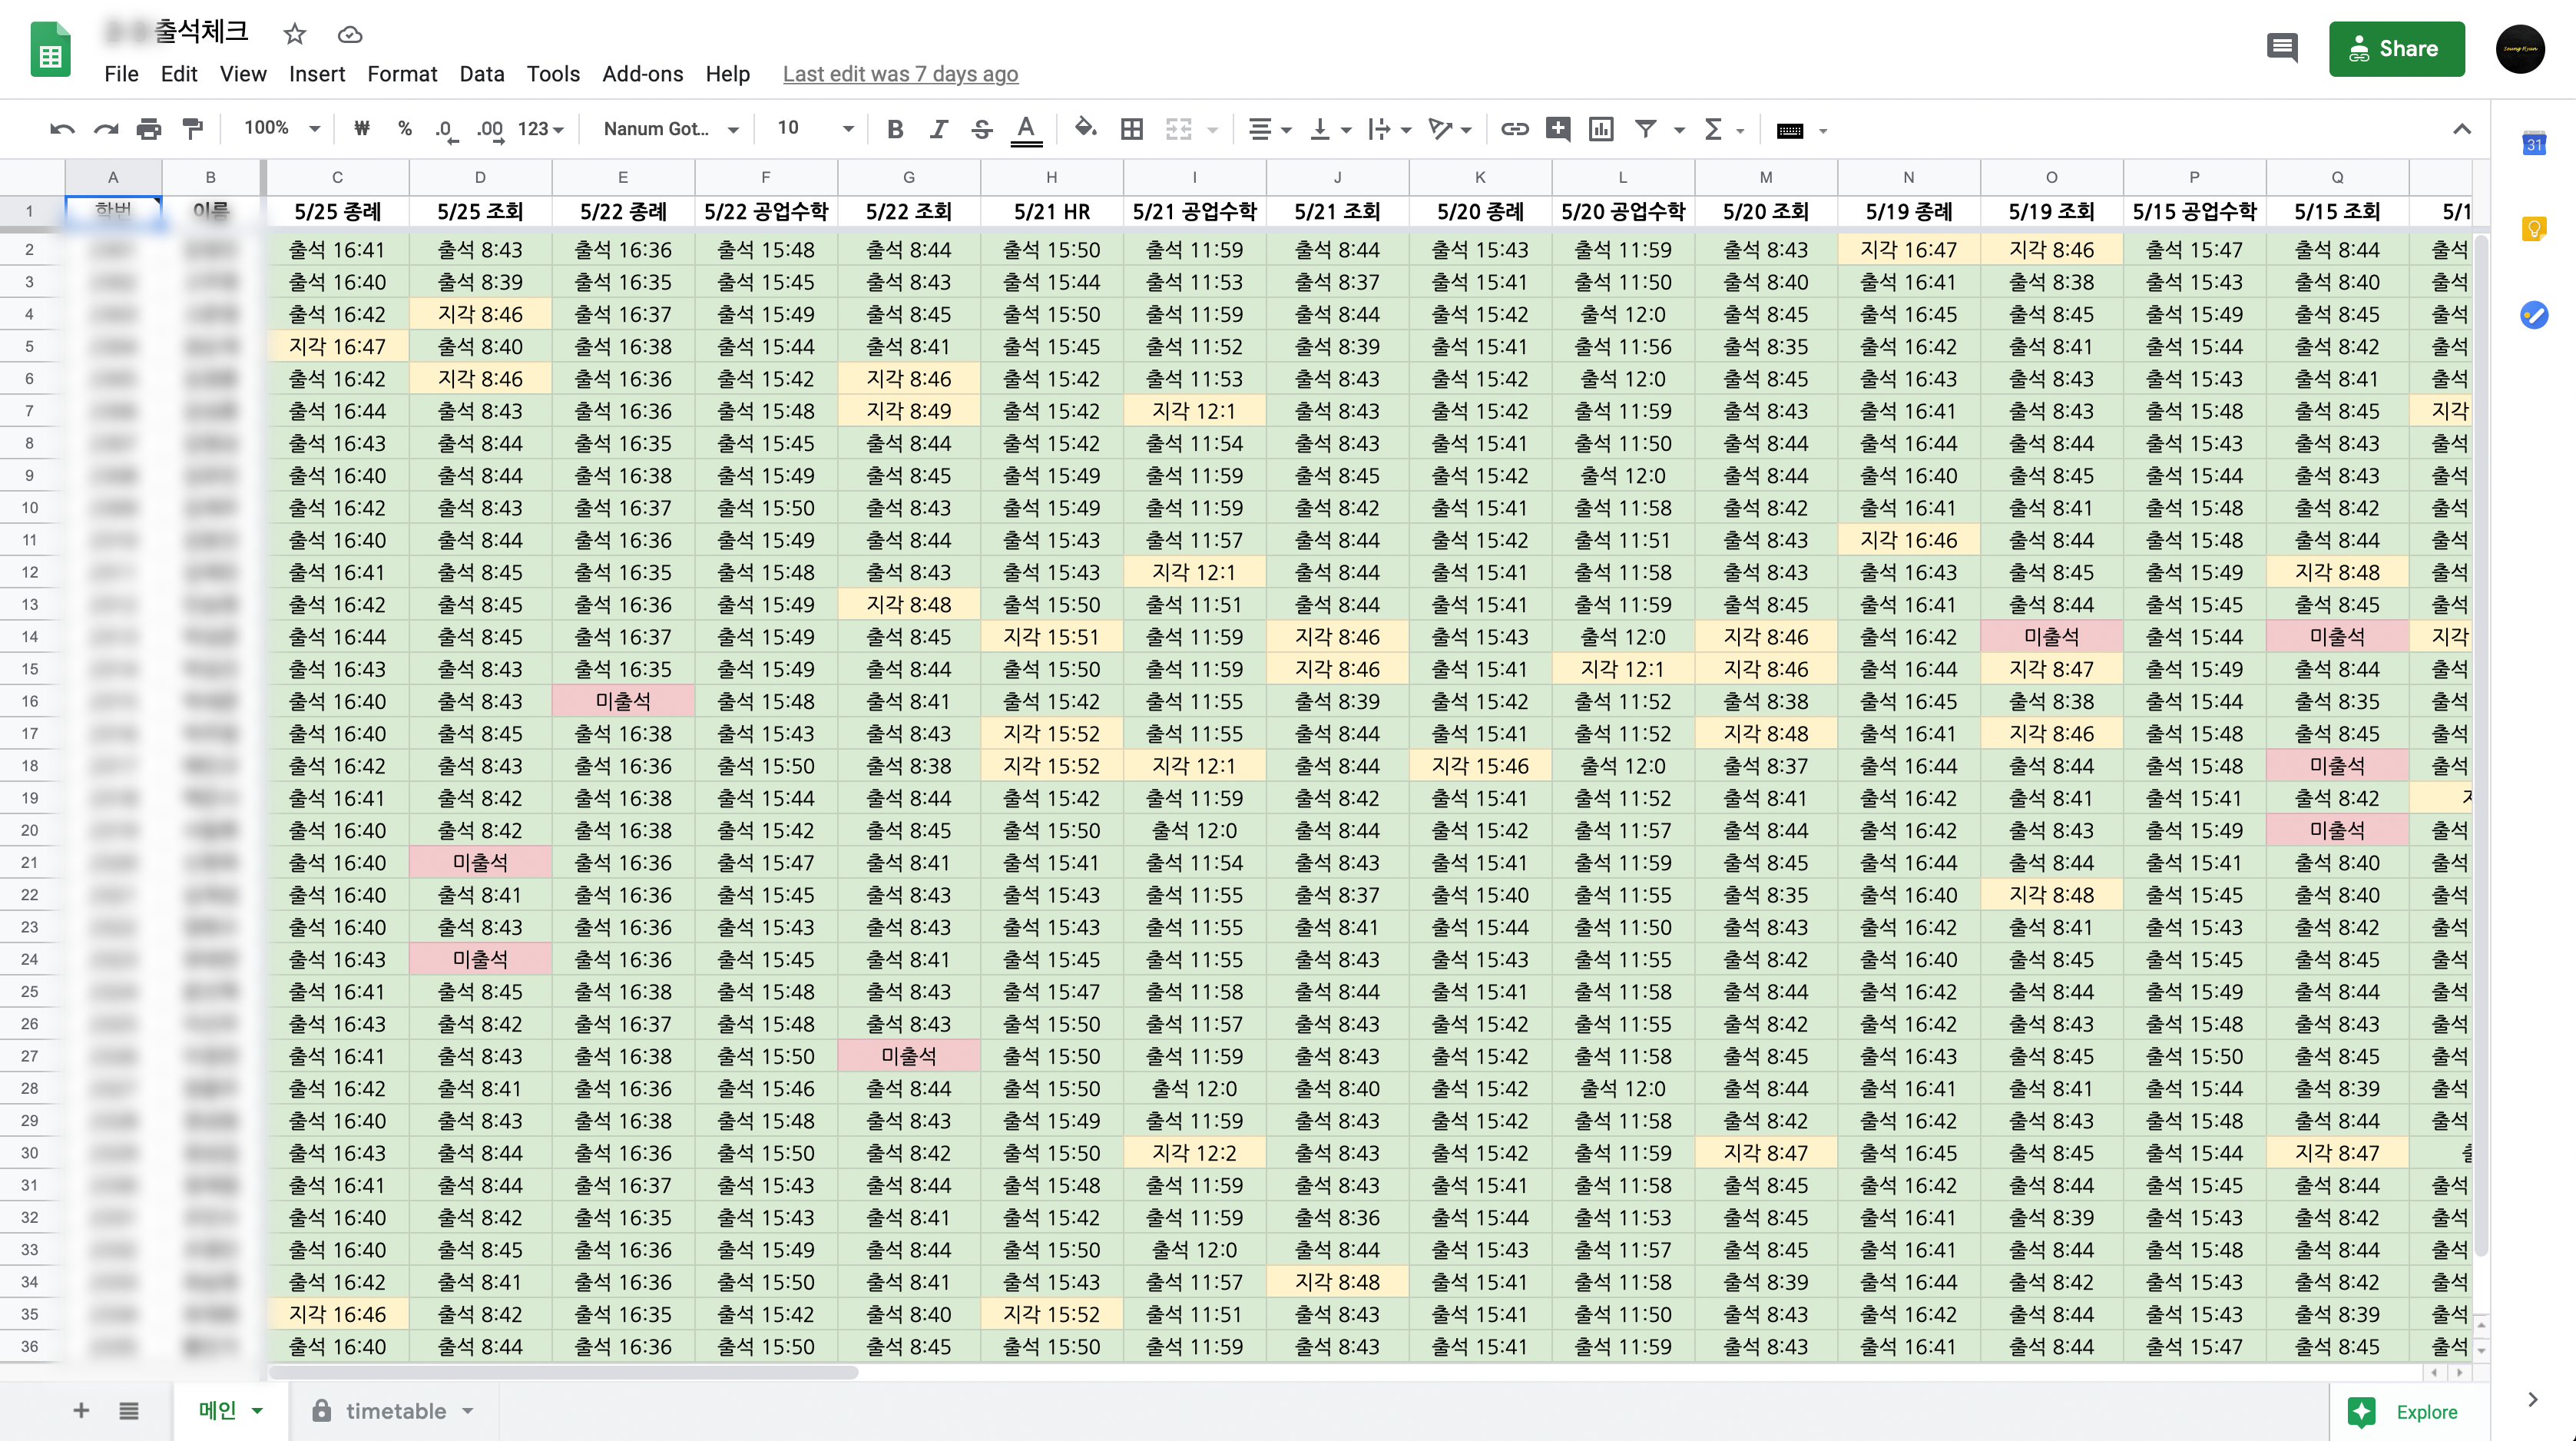 출석체크
File Edit View Insert Format Data Tools Add-ons Help Last edit was 7 days ago
Share
100% ₩ % .0 .00 123 Nanum Got... 10 B I S A
31
A B C D E F G H I J K L M N O P Q
1 학번 이름 5/25 종례 5/25 조회 5/22 종례 5/22 공업수학 5/22 조회 5/21 HR 5/21 공업수학 5/21 조회 5/20 종례 5/20 공업수학 5/20 조회 5/19 종례 5/19 조회 5/15 공업수학 5/15 조회 5/1
2 출석 16:41 출석 8:43 출석 16:36 출석 15:48 출석 8:44 출석 15:50 출석 11:59 출석 8:44 출석 15:43 출석 11:59 출석 8:43 지각 16:47 지각 8:46 출석 15:47 출석 8:44 출석
3 출석 16:40 출석 8:39 출석 16:35 출석 15:45 출석 8:43 출석 15:44 출석 11:53 출석 8:37 출석 15:41 출석 11:50 출석 8:40 출석 16:41 출석 8:38 출석 15:43 출석 8:40 출석
4 출석 16:42 지각 8:46 출석 16:37 출석 15:49 출석 8:45 출석 15:50 출석 11:59 출석 8:44 출석 15:42 출석 12:0 출석 8:45 출석 16:45 출석 8:45 출석 15:49 출석 8:45 출석
5 지각 16:47 출석 8:40 출석 16:38 출석 15:44 출석 8:41 출석 15:45 출석 11:52 출석 8:39 출석 15:41 출석 11:56 출석 8:35 출석 16:42 출석 8:41 출석 15:44 출석 8:42 출석
6 출석 16:42 지각 8:46 출석 16:36 출석 15:42 지각 8:46 출석 15:42 출석 11:53 출석 8:43 출석 15:42 출석 12:0 출석 8:45 출석 16:43 출석 8:43 출석 15:43 출석 8:41 출석
7 출석 16:44 출석 8:43 출석 16:36 출석 15:48 지각 8:49 출석 15:42 지각 12:1 출석 8:43 출석 15:42 출석 11:59 출석 8:43 출석 16:41 출석 8:43 출석 15:48 출석 8:45 지각
8 출석 16:43 출석 8:44 출석 16:35 출석 15:45 출석 8:44 출석 15:42 출석 11:54 출석 8:43 출석 15:41 출석 11:50 출석 8:44 출석 16:44 출석 8:44 출석 15:43 출석 8:43 출석
9 출석 16:40 출석 8:44 출석 16:38 출석 15:49 출석 8:45 출석 15:49 출석 11:59 출석 8:45 출석 15:42 출석 12:0 출석 8:44 출석 16:40 출석 8:45 출석 15:44 출석 8:43 출석
10 출석 16:42 출석 8:43 출석 16:37 출석 15:50 출석 8:43 출석 15:49 출석 11:59 출석 8:42 출석 15:41 출석 11:58 출석 8:42 출석 16:41 출석 8:41 출석 15:48 출석 8:42 출석
11 출석 16:40 출석 8:44 출석 16:36 출석 15:49 출석 8:44 출석 15:43 출석 11:57 출석 8:44 출석 15:42 출석 11:51 출석 8:43 지각 16:46 출석 8:44 출석 15:48 출석 8:44 출석
12 출석 16:41 출석 8:45 출석 16:35 출석 15:48 출석 8:43 출석 15:43 지각 12:1 출석 8:44 출석 15:41 출석 11:58 출석 8:43 출석 16:43 출석 8:45 출석 15:49 지각 8:48 출석
13 출석 16:42 출석 8:45 출석 16:36 출석 15:49 지각 8:48 출석 15:50 출석 11:51 출석 8:44 출석 15:41 출석 11:59 출석 8:45 출석 16:41 출석 8:44 출석 15:45 출석 8:45 출석
14 출석 16:44 출석 8:45 출석 16:37 출석 15:49 출석 8:45 지각 15:51 출석 11:59 지각 8:46 출석 15:43 출석 12:0 지각 8:46 출석 16:42 미출석 출석 15:44 미출석 지각
15 출석 16:43 출석 8:43 출석 16:35 출석 15:49 출석 8:44 출석 15:50 출석 11:59 지각 8:46 출석 15:41 지각 12:1 지각 8:46 출석 16:44 지각 8:47 출석 15:49 출석 8:44 출석
16 출석 16:40 출석 8:43 미출석 출석 15:48 출석 8:41 출석 15:42 출석 11:55 출석 8:39 출석 15:42 출석 11:52 출석 8:38 출석 16:45 출석 8:38 출석 15:44 출석 8:35 출석
17 출석 16:40 출석 8:45 출석 16:38 출석 15:43 출석 8:43 지각 15:52 출석 11:55 출석 8:44 출석 15:41 출석 11:52 지각 8:48 출석 16:41 지각 8:46 출석 15:48 출석 8:45 출석
18 출석 16:42 출석 8:43 출석 16:36 출석 15:50 출석 8:38 지각 15:52 지각 12:1 출석 8:44 지각 15:46 출석 12:0 출석 8:37 출석 16:44 출석 8:44 출석 15:48 미출석 출석
19 출석 16:41 출석 8:42 출석 16:38 출석 15:44 출석 8:44 출석 15:42 출석 11:59 출석 8:42 출석 15:41 출석 11:52 출석 8:41 출석 16:42 출석 8:41 출석 15:41 출석 8:42
20 출석 16:40 출석 8:42 출석 16:38 출석 15:42 출석 8:45 출석 15:50 출석 12:0 출석 8:44 출석 15:42 출석 11:57 출석 8:44 출석 16:42 출석 8:43 출석 15:49 미출석 출석
21 출석 16:40 미출석 출석 16:36 출석 15:47 출석 8:41 출석 15:41 출석 11:54 출석 8:43 출석 15:41 출석 11:59 출석 8:45 출석 16:44 출석 8:44 출석 15:41 출석 8:40 출석
22 출석 16:40 출석 8:41 출석 16:36 출석 15:45 출석 8:43 출석 15:43 출석 11:55 출석 8:37 출석 15:40 출석 11:55 출석 8:35 출석 16:40 지각 8:48 출석 15:45 출석 8:40 출석
23 출석 16:40 출석 8:43 출석 16:36 출석 15:43 출석 8:43 출석 15:43 출석 11:55 출석 8:41 출석 15:44 출석 11:50 출석 8:43 출석 16:42 출석 8:41 출석 15:43 출석 8:42 출석
24 출석 16:43 미출석 출석 16:36 출석 15:45 출석 8:41 출석 15:45 출석 11:55 출석 8:43 출석 15:43 출석 11:55 출석 8:42 출석 16:40 출석 8:45 출석 15:45 출석 8:45 출석
25 출석 16:41 출석 8:45 출석 16:38 출석 15:48 출석 8:43 출석 15:47 출석 11:58 출석 8:44 출석 15:41 출석 11:58 출석 8:44 출석 16:42 출석 8:44 출석 15:49 출석 8:44 출석
26 출석 16:43 출석 8:42 출석 16:37 출석 15:48 출석 8:43 출석 15:50 출석 11:57 출석 8:43 출석 15:42 출석 11:55 출석 8:42 출석 16:42 출석 8:43 출석 15:48 출석 8:43 출석
27 출석 16:41 출석 8:43 출석 16:38 출석 15:50 미출석 출석 15:50 출석 11:59 출석 8:43 출석 15:42 출석 11:58 출석 8:45 출석 16:43 출석 8:45 출석 15:50 출석 8:45 출석
28 출석 16:42 출석 8:41 출석 16:36 출석 15:46 출석 8:44 출석 15:50 출석 12:0 출석 8:40 출석 15:42 출석 12:0 출석 8:44 출석 16:41 출석 8:41 출석 15:44 출석 8:39 출석
29 출석 16:40 출석 8:43 출석 16:38 출석 15:48 출석 8:43 출석 15:49 출석 11:59 출석 8:43 출석 15:42 출석 11:58 출석 8:42 출석 16:42 출석 8:43 출석 15:48 출석 8:44 출석
30 출석 16:43 출석 8:44 출석 16:36 출석 15:50 출석 8:42 출석 15:50 지각 12:2 출석 8:43 출석 15:42 출석 11:59 지각 8:47 출석 16:45 출석 8:45 출석 15:44 지각 8:47
31 출석 16:41 출석 8:44 출석 16:37 출석 15:43 출석 8:44 출석 15:48 출석 11:59 출석 8:43 출석 15:41 출석 11:58 출석 8:45 출석 16:42 출석 8:44 출석 15:45 출석 8:44 출석
32 출석 16:40 출석 8:42 출석 16:35 출석 15:43 출석 8:41 출석 15:42 출석 11:59 출석 8:36 출석 15:44 출석 11:53 출석 8:45 출석 16:41 출석 8:39 출석 15:43 출석 8:42 출석
33 출석 16:40 출석 8:45 출석 16:36 출석 15:49 출석 8:44 출석 15:50 출석 12:0 출석 8:44 출석 15:43 출석 11:57 출석 8:45 출석 16:41 출석 8:44 출석 15:48 출석 8:44 출석
34 출석 16:42 출석 8:41 출석 16:36 출석 15:50 출석 8:41 출석 15:43 출석 11:57 지각 8:48 출석 15:41 출석 11:58 출석 8:39 출석 16:44 출석 8:42 출석 15:43 출석 8:42 출석
35 지각 16:46 출석 8:42 출석 16:35 출석 15:42 출석 8:40 지각 15:52 출석 11:51 출석 8:43 출석 15:41 출석 11:50 출석 8:43 출석 16:42 출석 8:44 출석 15:43 출석 8:39 출석
36 출석 16:40 출석 8:44 출석 16:36 출석 15:50 출석 8:45 출석 15:50 출석 11:59 출석 8:43 출석 15:41 출석 11:59 출석 8:43 출석 16:41 출석 8:44 출석 15:47 출석 8:45 출석
메인 timetable Explore